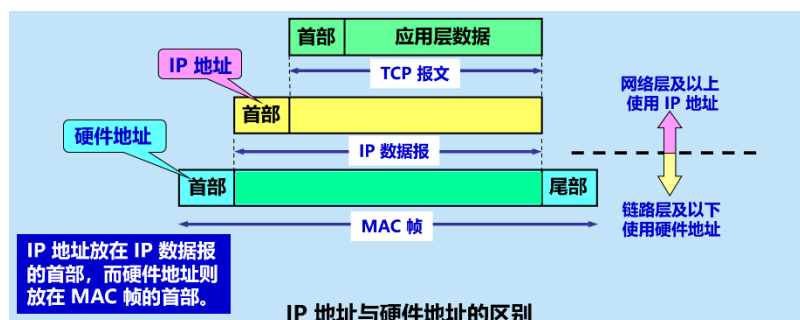 首部
应用层数据
TCP 报文
IP 地址
首部
IP 数据报
硬件地址
首部
尾部
MAC 帧
网络层及以上
使用 IP 地址
链路层及以下
使用硬件地址
IP 地址放在 IP 数据报
的首部，而硬件地址则
放在 MAC 帧的首部。
IP 地址与硬件地址的区别